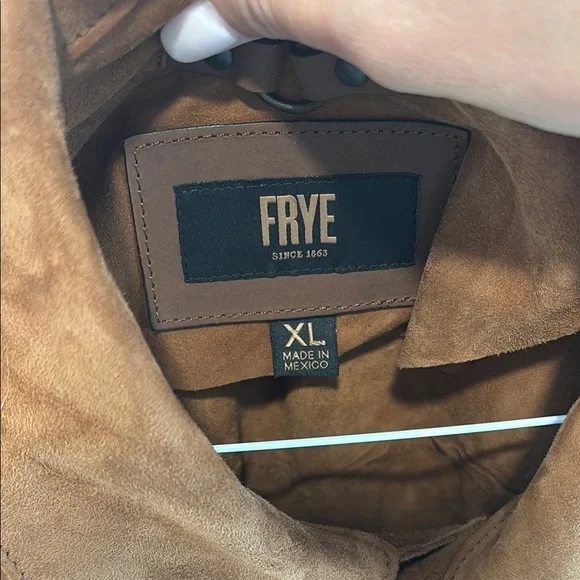 FRYE
SINCE 1863
XL
MADE IN
MEXICO